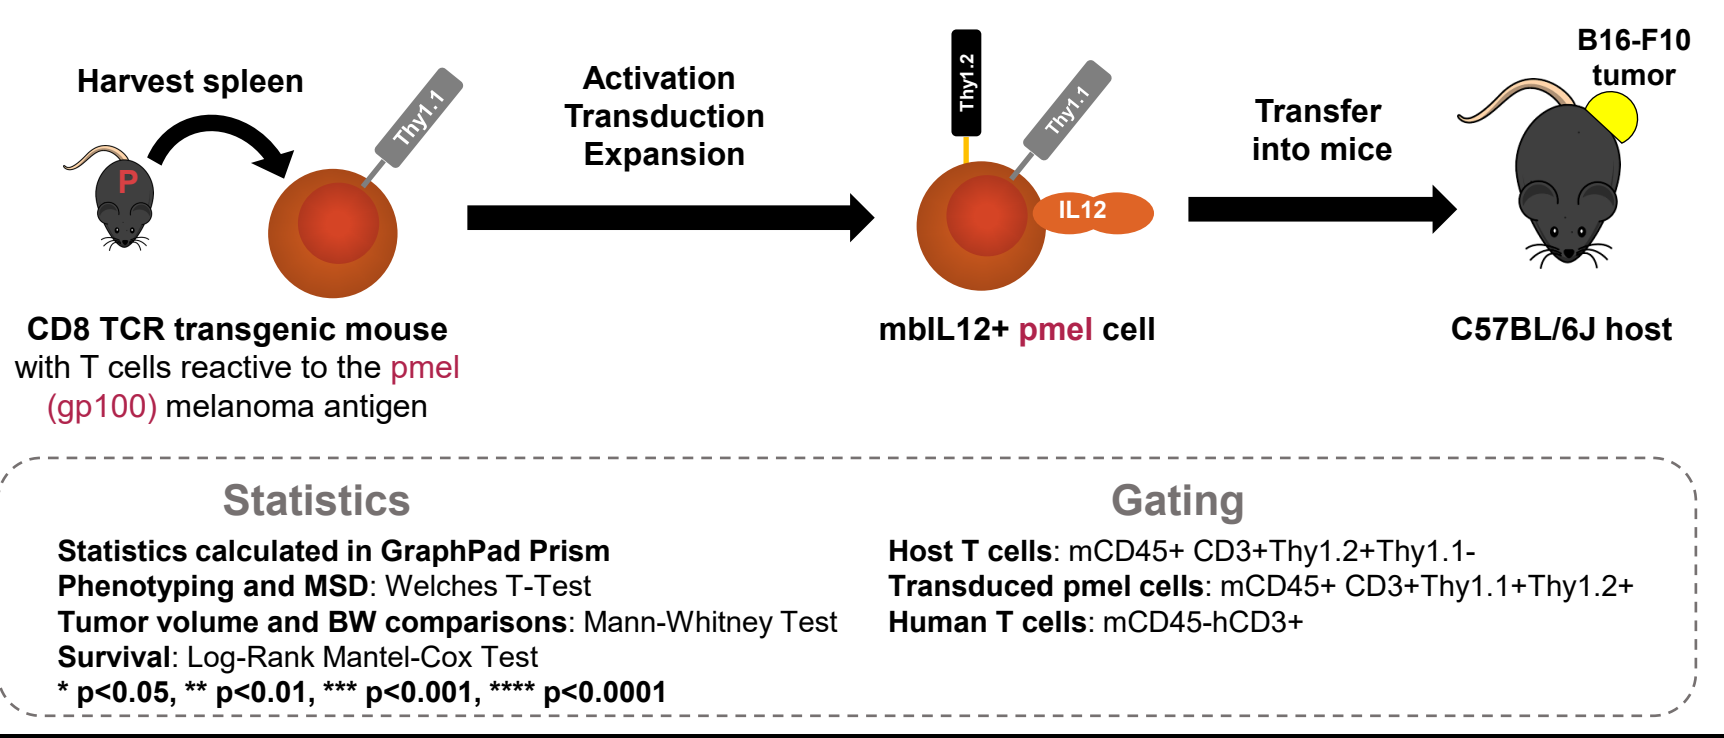 Harvest spleen
P
Thy1.1
Activation
Transduction
Expansion
Thy1.2
Thy1.1
IL12
Transfer
into mice
B16-F10
tumor
CD8 TCR transgenic mouse
with T cells reactive to the pmel
(gp100) melanoma antigen
mbIL12+ pmel cell
C57BL/6J host
Statistics
Statistics calculated in GraphPad Prism
Phenotyping and MSD: Welches T-Test
Tumor volume and BW comparisons: Mann-Whitney Test
Survival: Log-Rank Mantel-Cox Test
* p<0.05, ** p<0.01, *** p<0.001, **** p<0.0001
Gating
Host T cells: mCD45+ CD3+Thy1.2+Thy1.1-
Transduced pmel cells: mCD45+ CD3+Thy1.1+Thy1.2+
Human T cells: mCD45-hCD3+